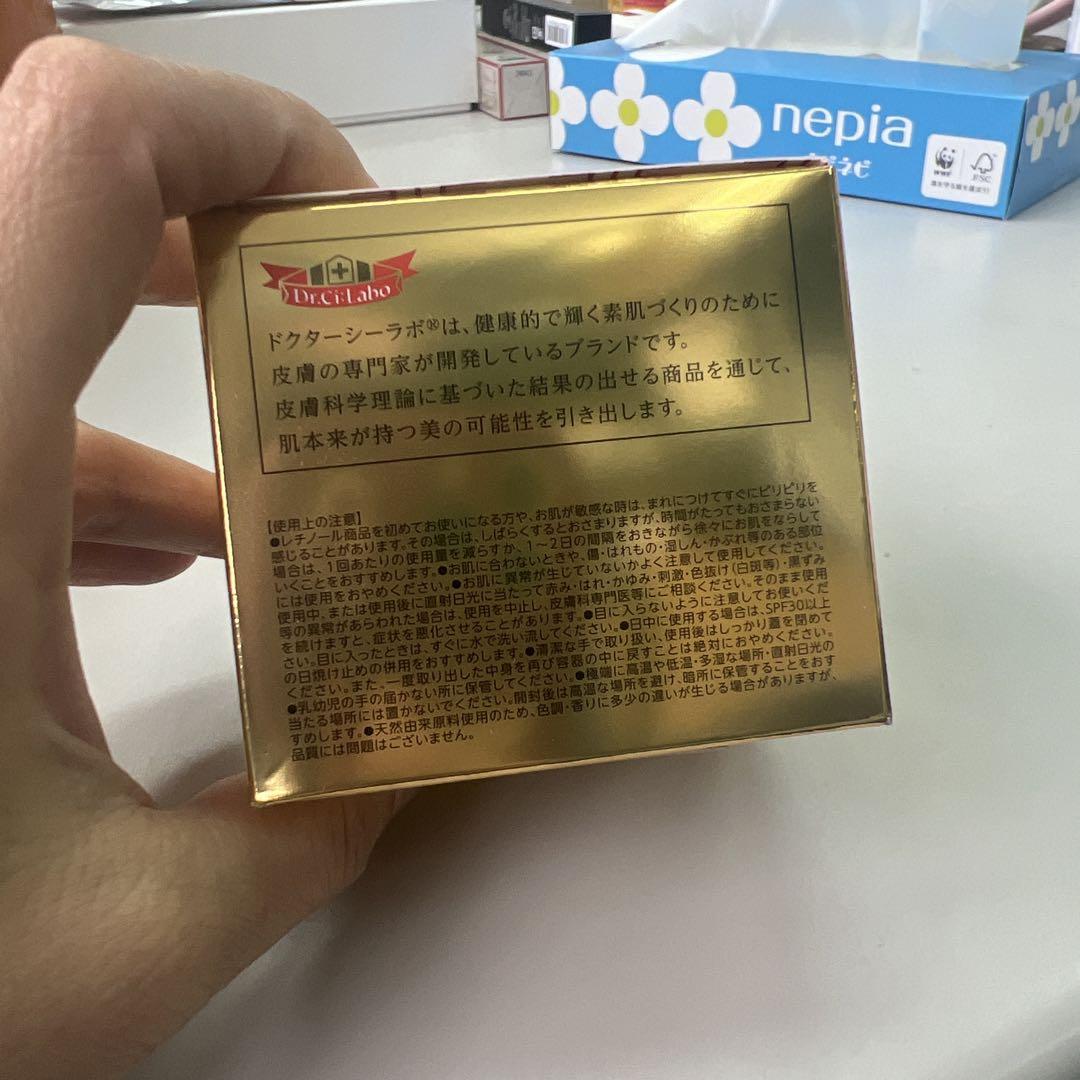 nepia
ネピ
WWF
FSC
Dr.Ci:Labo
ドクターシーラボ®は、健康的で輝く素肌づくりのために
皮膚の専門家が開発しているブランドです。
皮膚科学理論に基づいた結果の出せる商品を通じて、
肌本来が持つ美の可能性を引き出します。
【使用上の注意】
●レチノール商品を初めてお使いになる方や、お肌が敏感な時は、まれにつけてすぐにピリピリを
感じることがあります。その場合は、しばらくするとおさまりますが、時間がたってもおさまらない
場合は、1回あたりの使用量を減らすか、1～2日の間隔をおきながら徐々にお肌をならして
いくことをおすすめします。●お肌に合わないときや、傷・はれもの・湿しん・かぶれ等のある部位
には使用をおやめください。●お肌に異常が生じていないかよく注意して使用してください。
使用中、または使用後に直射日光に当たって赤み・はれ・かゆみ・刺激・色抜け(白斑等)・黒ずみ
等の異常があらわれた場合は、使用を中止し、皮膚科専門医等にご相談ください。そのまま使用
を続けますと、症状を悪化させることがあります。●目に入らないように注意してお使いくだ
さい。目に入ったときは、すぐに水で洗い流してください。●日中に使用する場合は、SPF30以上
の日焼け止めの併用をおすすめします。●清潔な手で取り扱い、使用後はしっかり蓋を閉めて
ください。また、一度取り出した中身を再び容器の中に戻すことは絶対におやめください。
●乳幼児の手の届かない所に保管してください。●極端に高温や低温・多湿な場所・直射日光の
当たる場所には置かないでください。開封後は高温な場所を避け、暗所に保管することをおす
すめします。●天然由来原料使用のため、色調・香りに多少の違いが生じる場合がありますが、
品質には問題はございません。